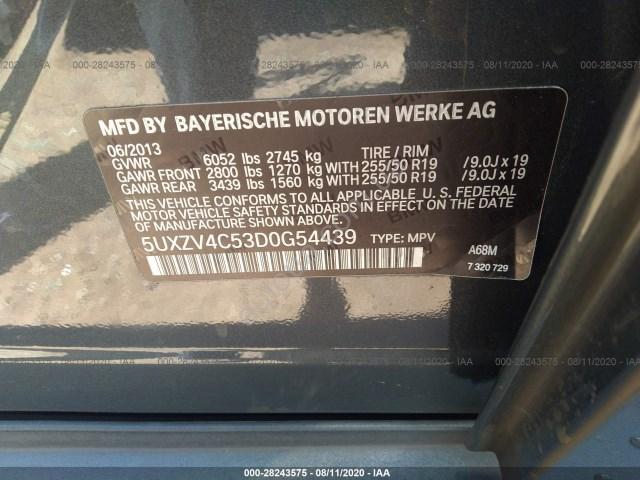 000-28243575 - 08/11/2020 - IAA
MFD BY BAYERISCHE MOTOREN WERKE AG
06/2013 TIRE / RIM
GVWR 6052 lbs 2745 kg
GAWR FRONT 2800 lbs 1270 kg WITH 255/50 R19 /9.0J x 19
GAWR REAR 3439 lbs 1560 kg WITH 255/50 R19 /9.0J x 19
THIS VEHICLE CONFORMS TO ALL APPLICABLE U. S. FEDERAL
MOTOR VEHICLE SAFETY STANDARDS IN EFFECT ON THE DATE
OF MANUFACTURE SHOWN ABOVE.
5UXZV4C53D0G54439 TYPE: MPV A68M
7 320 729
000-28243575 - 08/11/2020 - IAA